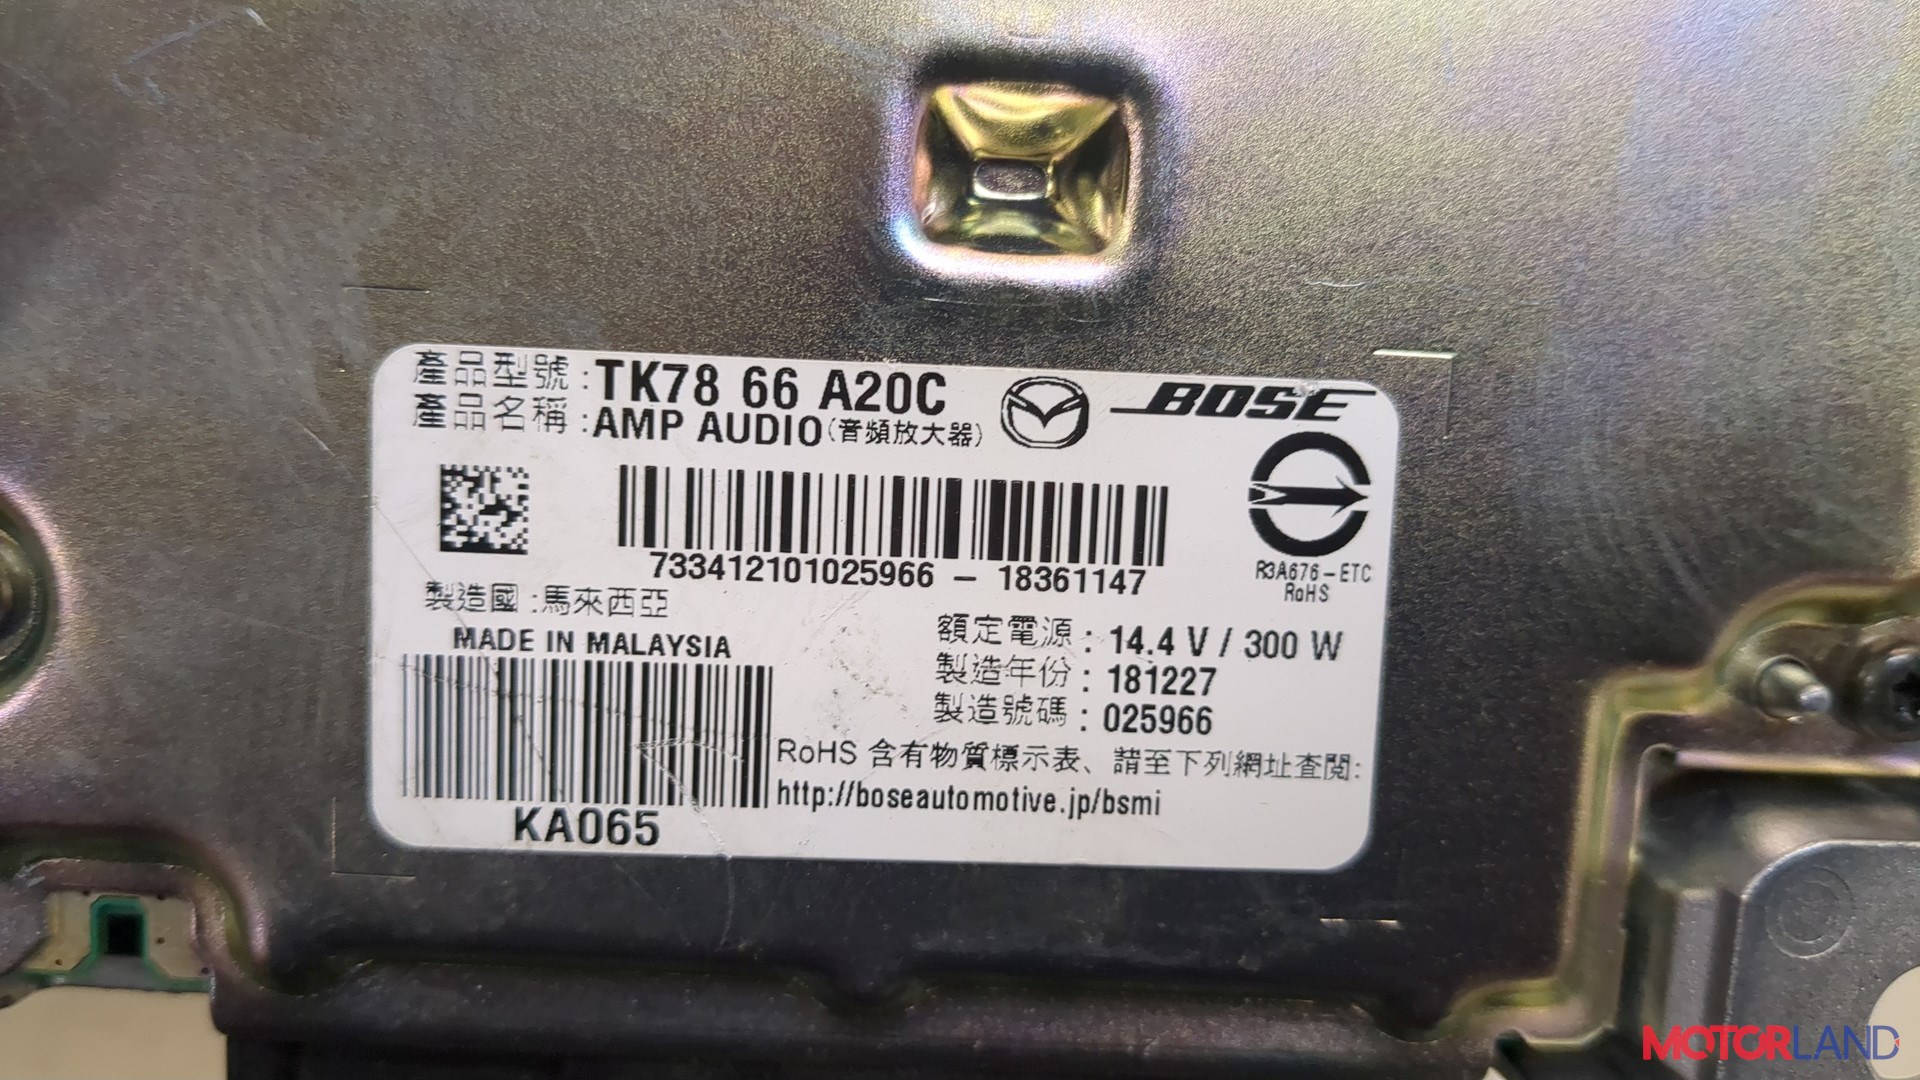 產品型號 : TK78 66 A20C
BOSE
產品名稱 : AMP AUDIO (音頻放大器)
733412101025966 - 18361147
R3A676-ETC
RoHS
製造國 : 馬來西亞
MADE IN MALAYSIA
額定電源 : 14.4 V / 300 W
製造年份 : 181227
製造號碼 : 025966
RoHS 含有物質標示表、請至下列網址查閱:
http://boseautomotive.jp/bsmi
KA065
MOTORLAND